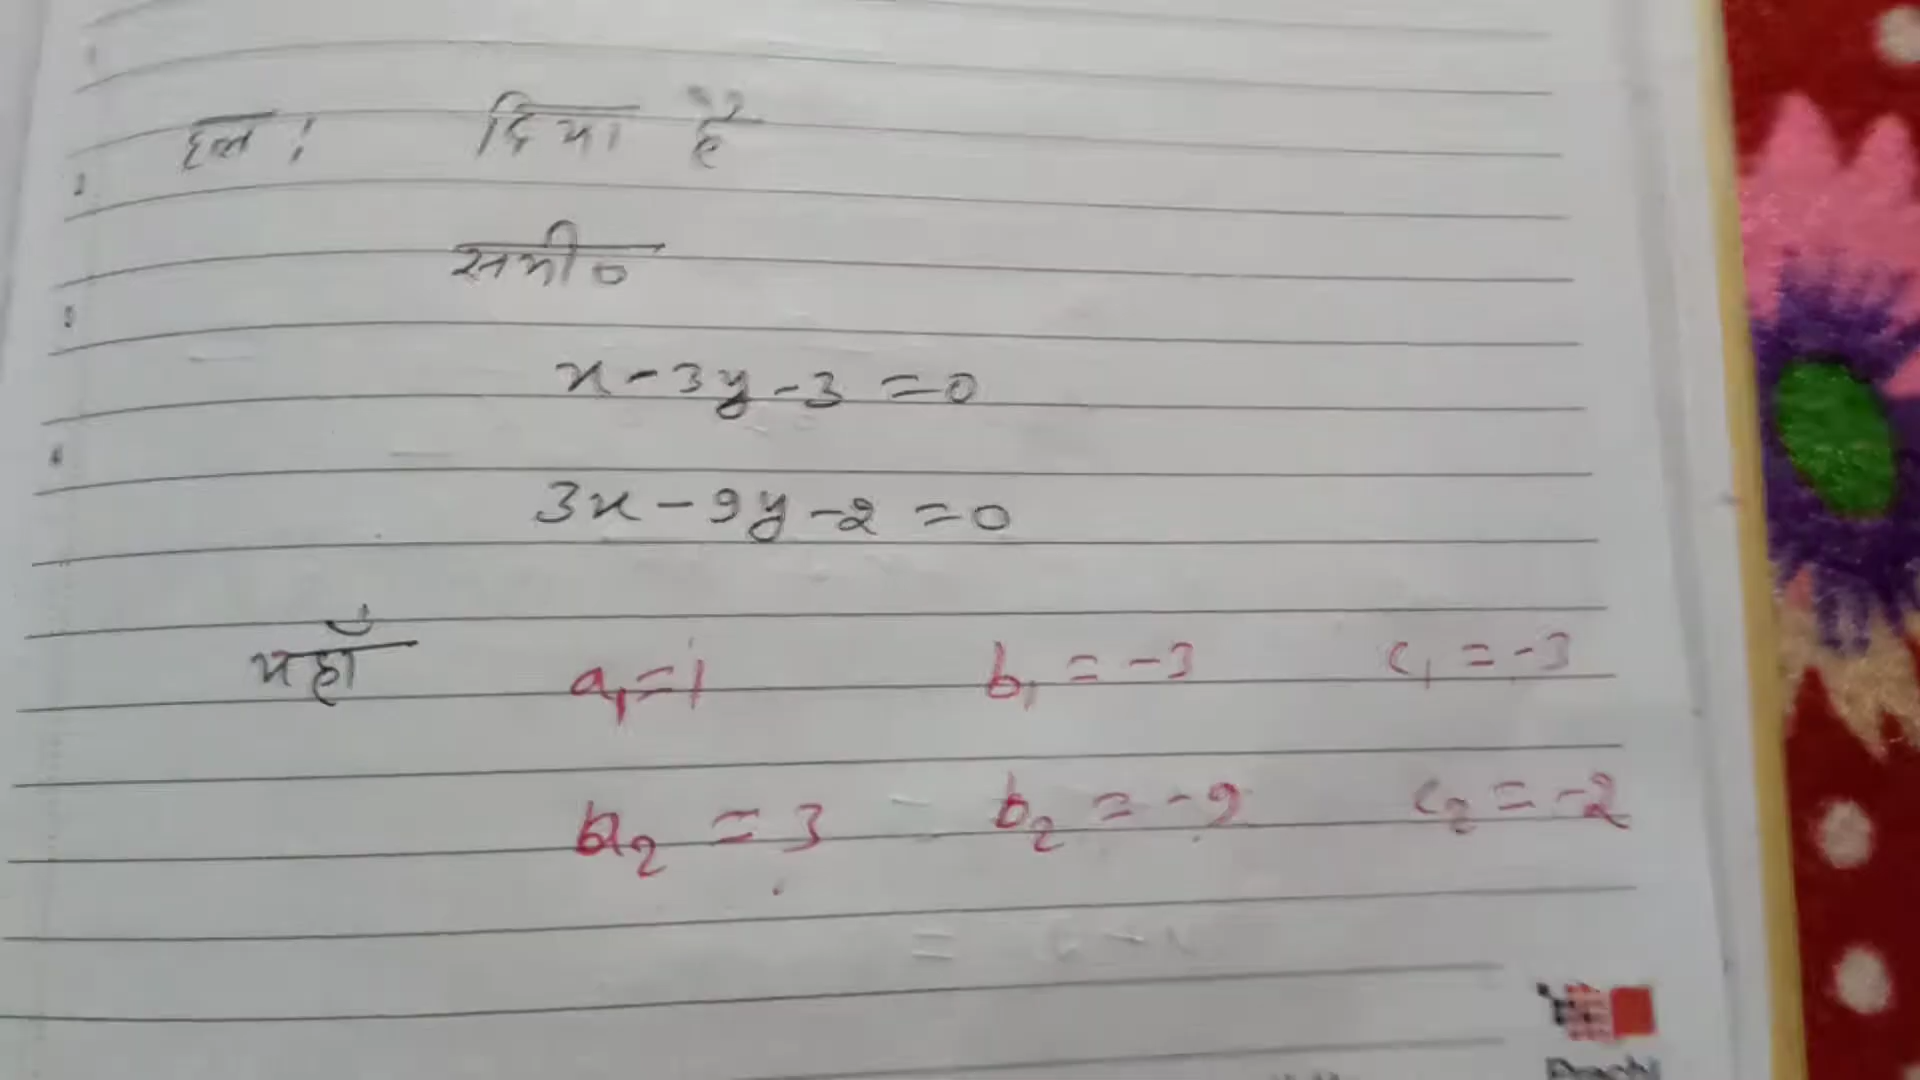 हल : दिया है
समी०
x - 3y - 3 = 0
3x - 9y - 2 = 0
यहाँ a₁ = 1 b₁ = -3 c₁ = -3
a₂ = 3 b₂ = -9 c₂ = -2